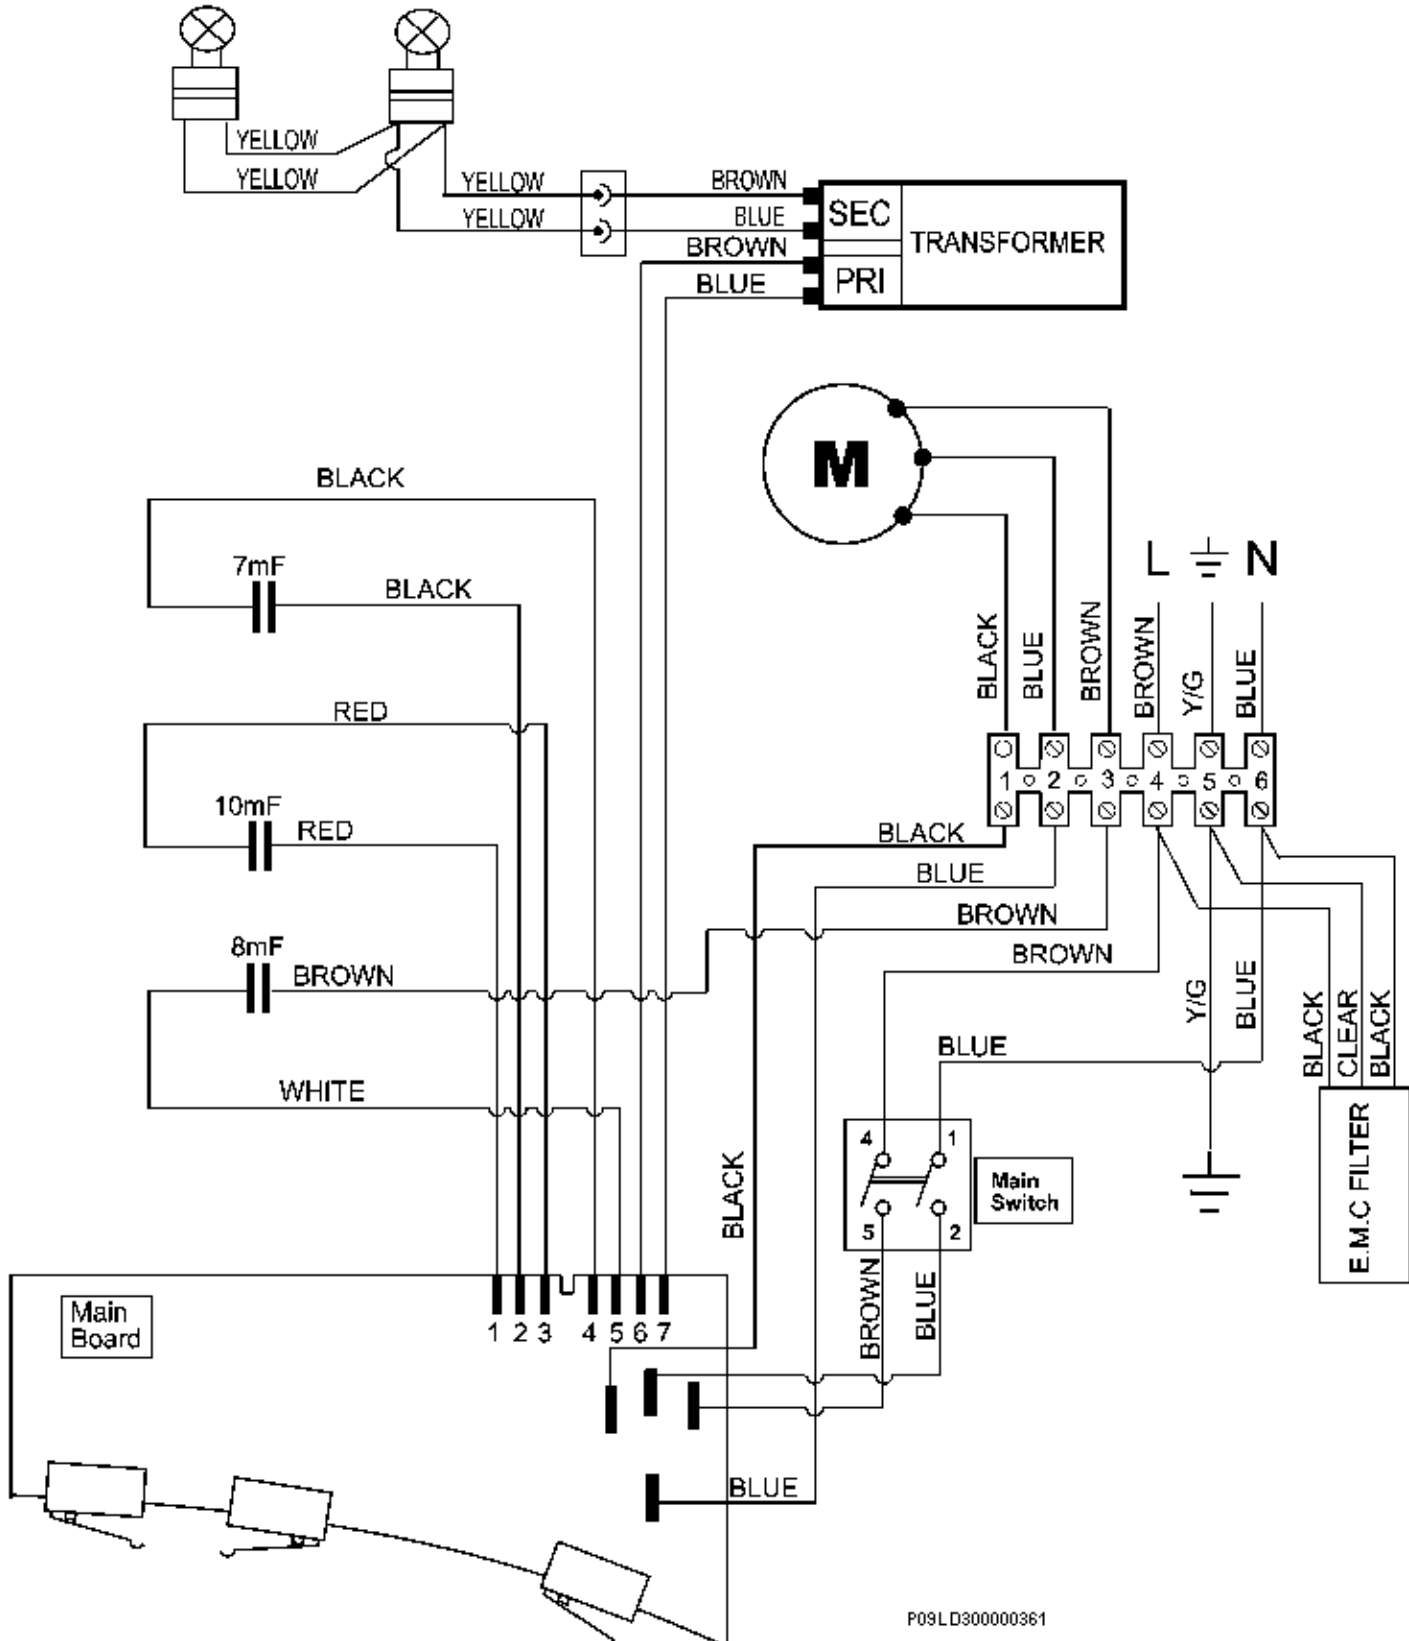 YELLOW
YELLOW
YELLOW
YELLOW
BROWN
BLUE
BROWN
BLUE
SEC
PRI
TRANSFORMER
M
BLACK
7mF
BLACK
RED
10mF
RED
8mF
BROWN
WHITE
L N
BLACK
BLUE
BROWN
BROWN
Y/G
BLUE
1 2 3 4 5 6
BLACK
BLUE
BROWN
BROWN
BLUE
Y/G
BLUE
BLACK
CLEAR
BLACK
E.M.C FILTER
4 1
5 2
Main
Switch
BLACK
BROWN
BLUE
Main
Board
1 2 3 4 5 6 7
BLUE
P09LD300000361